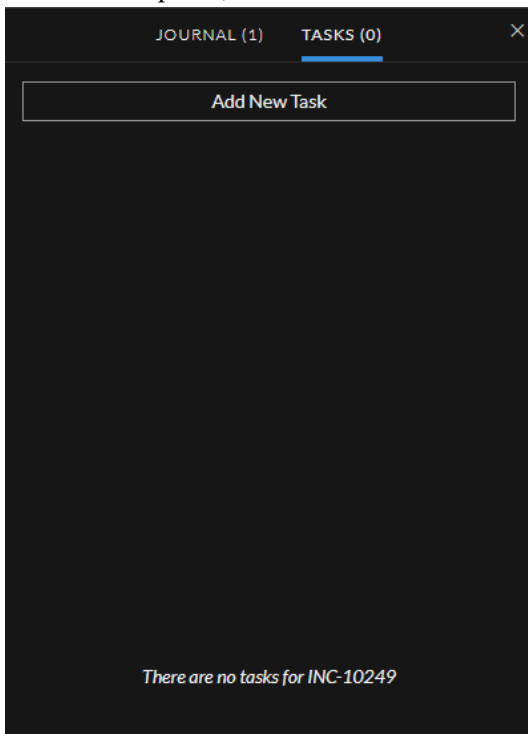 JOURNAL (1) TASKS (0) ×
Add New Task
There are no tasks for INC-10249